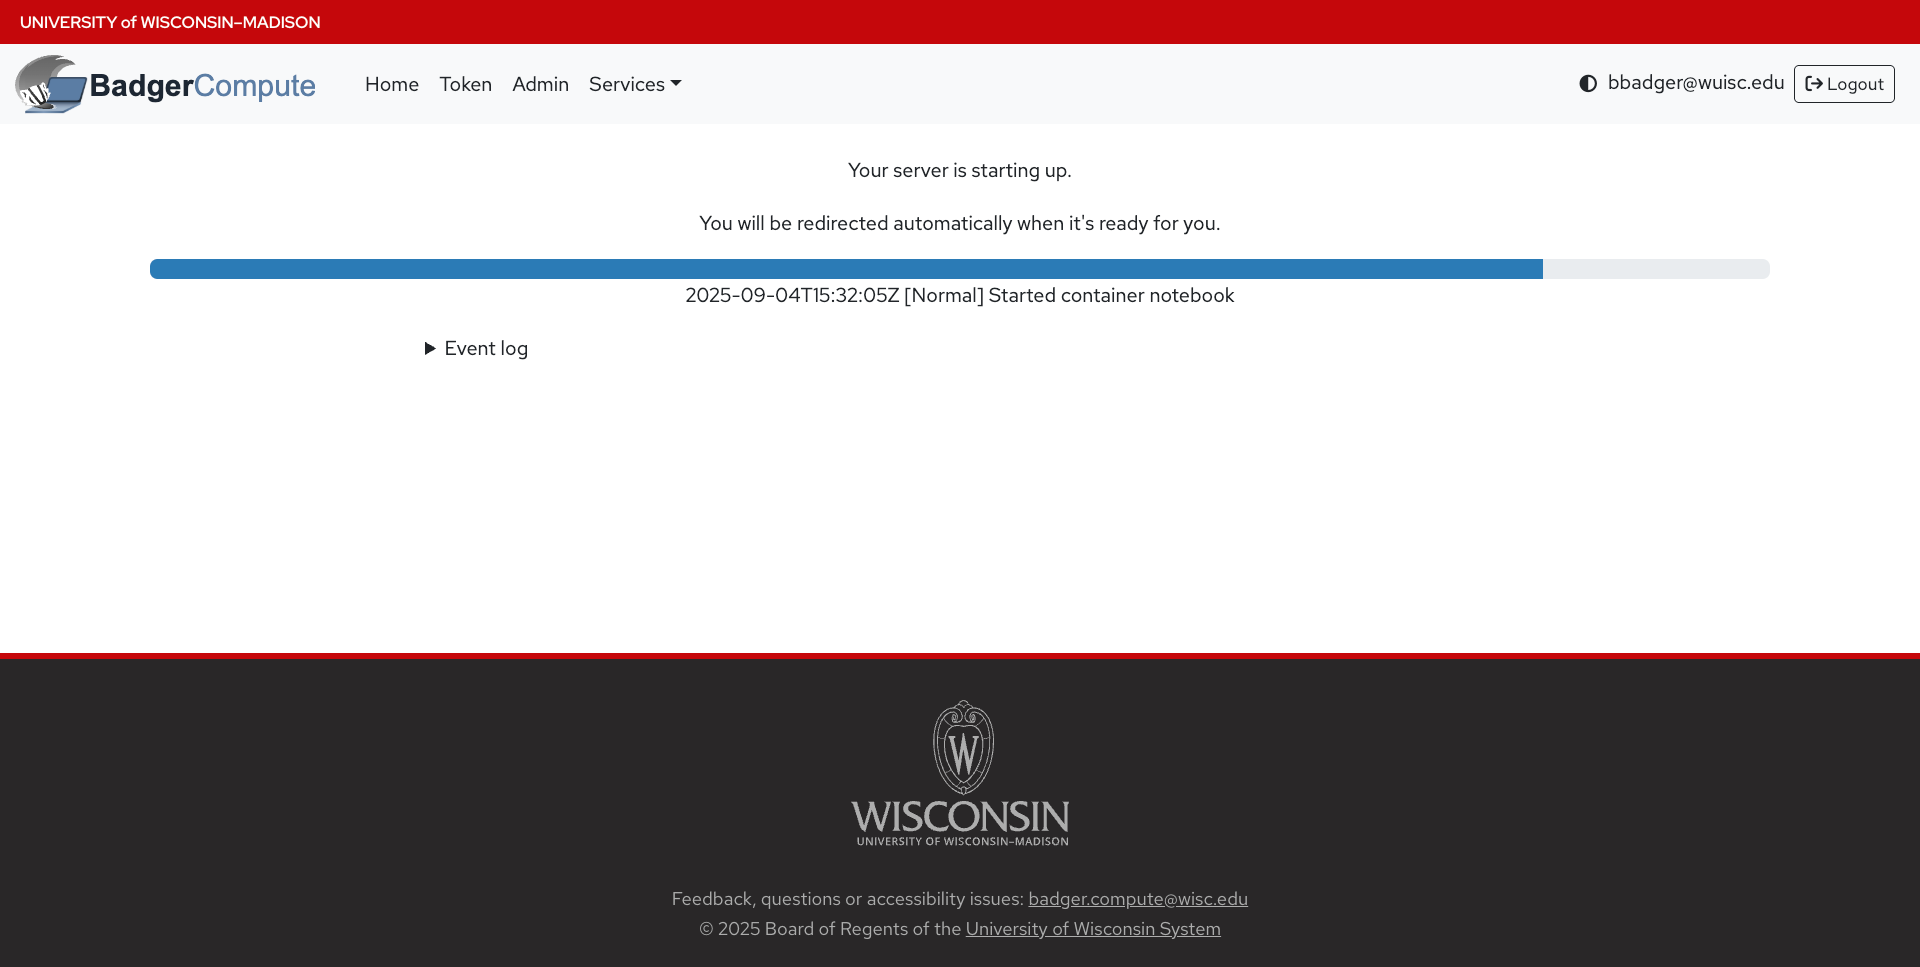 UNIVERSITY of WISCONSIN–MADISON
BadgerCompute Home Token Admin Services bbadger@wuisc.edu Logout
Your server is starting up.
You will be redirected automatically when it's ready for you.
2025-09-04T15:32:05Z [Normal] Started container notebook
Event log
W
WISCONSIN
UNIVERSITY OF WISCONSIN–MADISON
Feedback, questions or accessibility issues: badger.compute@wisc.edu
© 2025 Board of Regents of the University of Wisconsin System